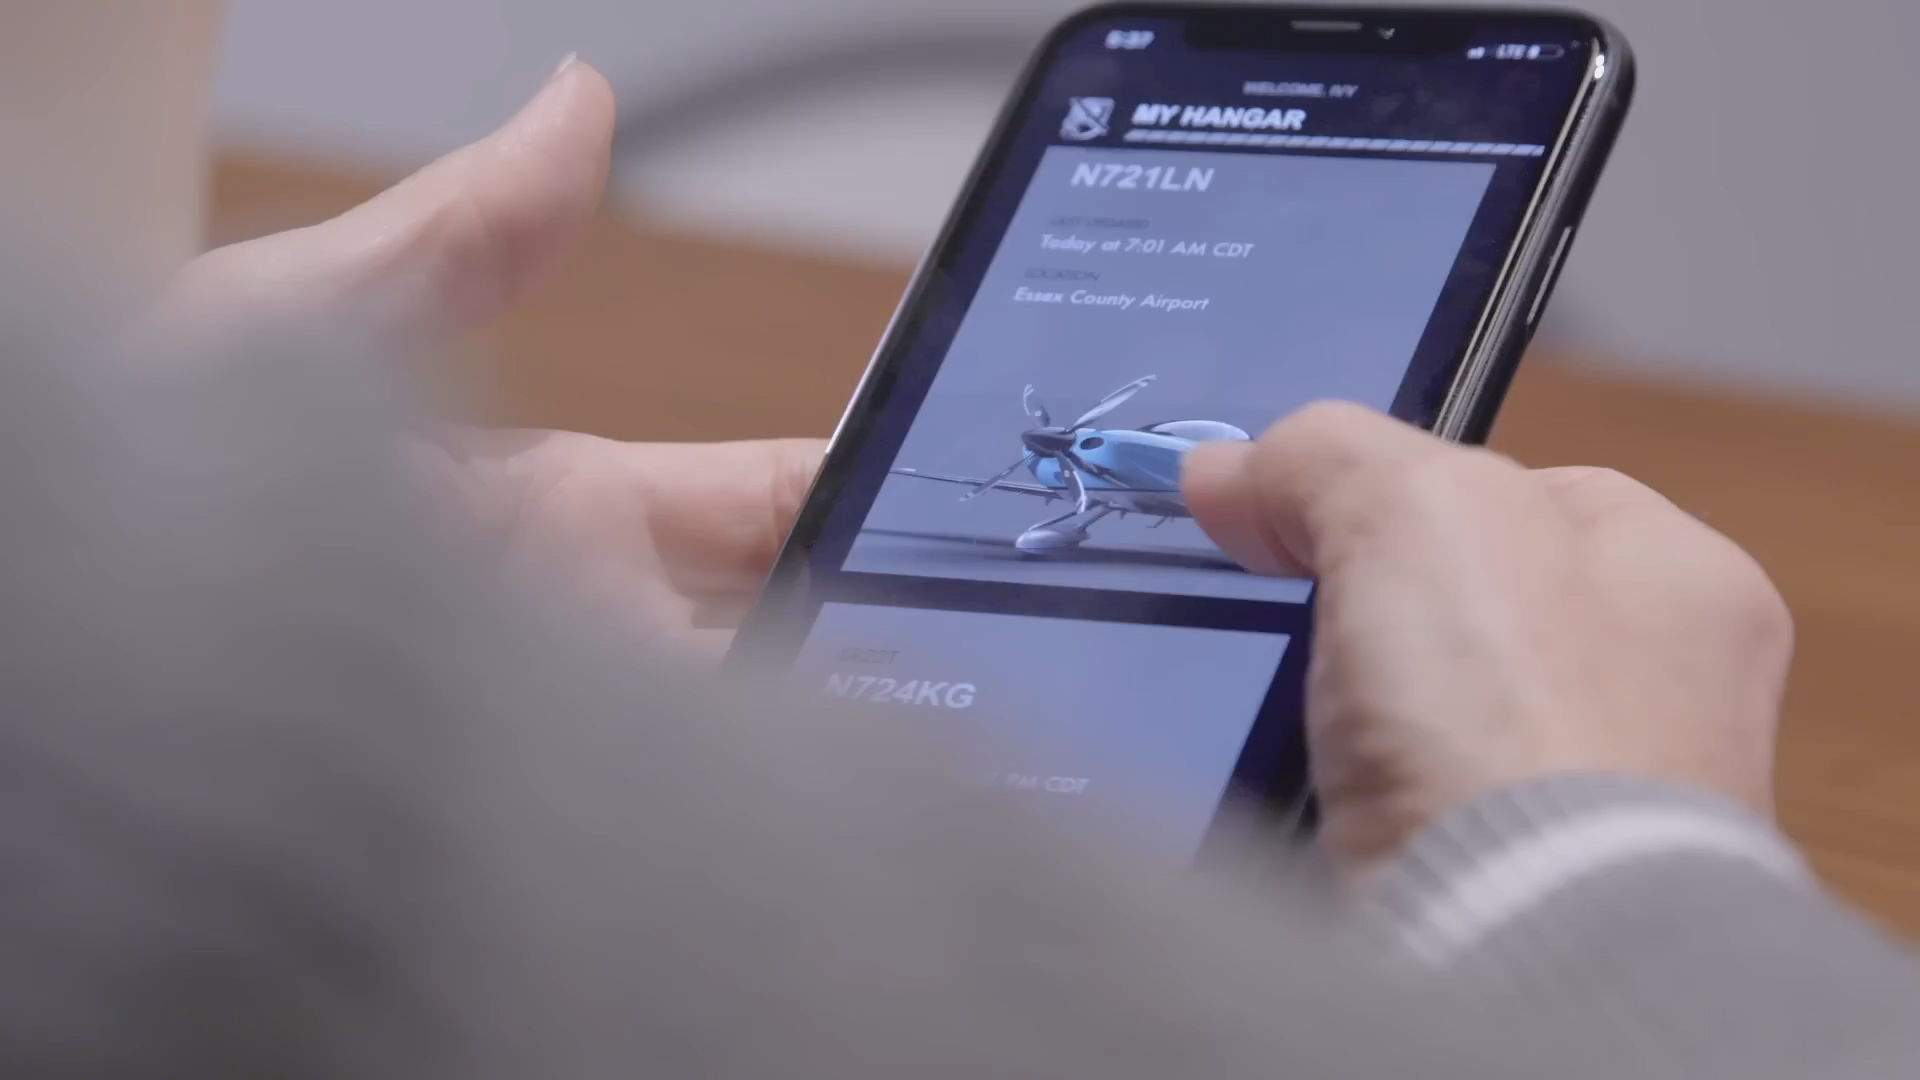 LTE
WELCOME, IVY
MY HANGAR
N721LN
LAST UPDATED
Today at 7:01 AM CDT
LOCATION
Essex County Airport
N724KG
PM CDT